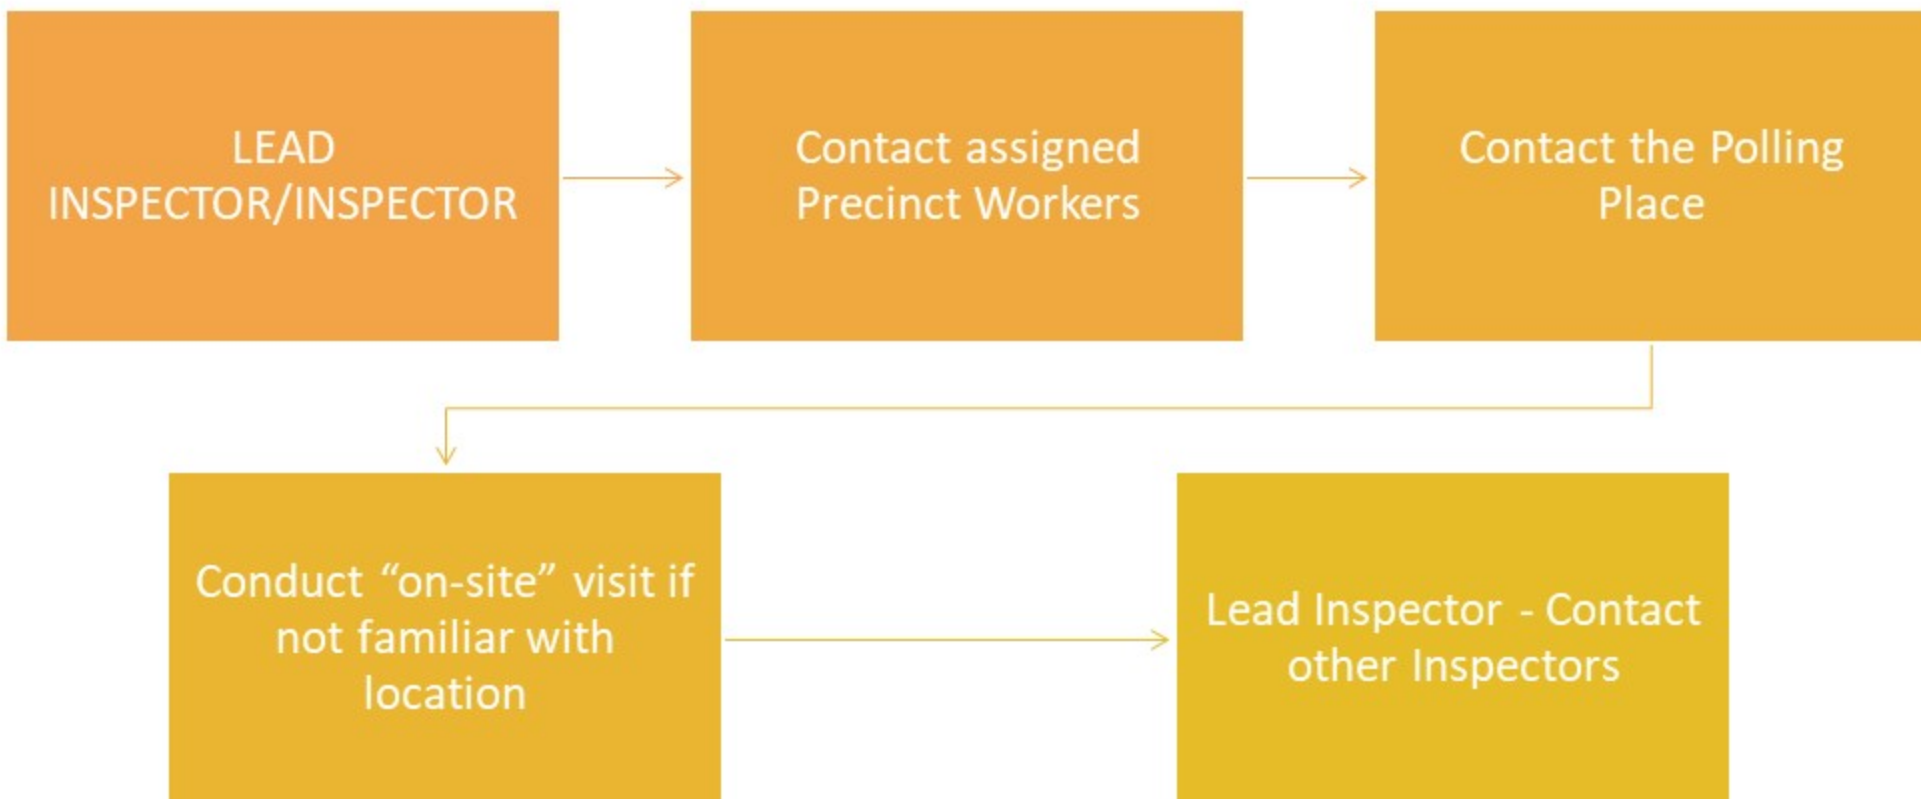 LEAD
INSPECTOR/INSPECTOR
Contact assigned
Precinct Workers
Contact the Polling
Place
Conduct “on-site” visit if
not familiar with
location
Lead Inspector - Contact
other Inspectors